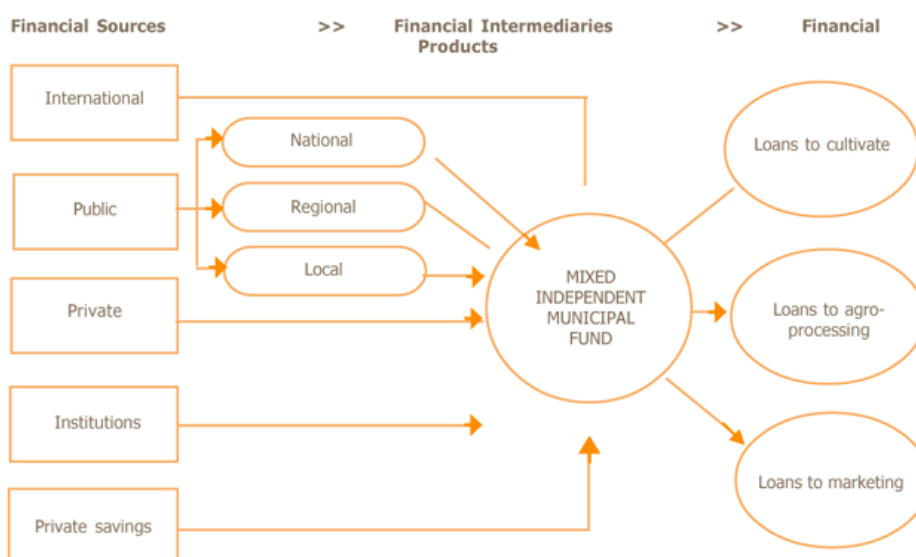 Financial Sources >> Financial Intermediaries >> Financial
Products
International
National
Loans to cultivate
Public
Regional
Local
MIXED
INDEPENDENT
MUNICIPAL
FUND
Private
Loans to agro-
processing
Institutions
Loans to marketing
Private savings